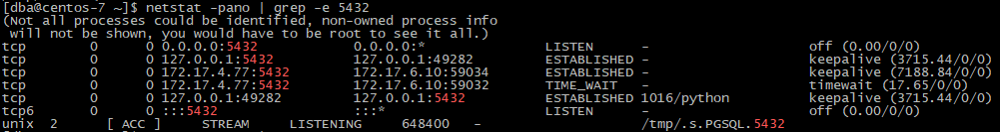 [dba@centos-7 ~]$ netstat -pano | grep -e 5432
(Not all processes could be identified, non-owned process info
 will not be shown, you would have to be root to see it all.)
tcp        0      0 0.0.0.0:5432            0.0.0.0:*               LISTEN      -                    off (0.00/0/0)
tcp        0      0 127.0.0.1:5432          127.0.0.1:49282         ESTABLISHED -                    keepalive (3715.44/0/0)
tcp        0      0 172.17.4.77:5432        172.17.6.10:59034       ESTABLISHED -                    keepalive (7188.84/0/0)
tcp        0      0 172.17.4.77:5432        172.17.6.10:59032       TIME_WAIT   -                    timewait (17.65/0/0)
tcp        0      0 127.0.0.1:49282         127.0.0.1:5432          ESTABLISHED 1016/python          keepalive (3715.44/0/0)
tcp6       0      0 :::5432                 :::*                    LISTEN      -                    off (0.00/0/0)
unix  2      [ ACC ]     STREAM     LISTENING     648400   -                    /tmp/.s.PGSQL.5432